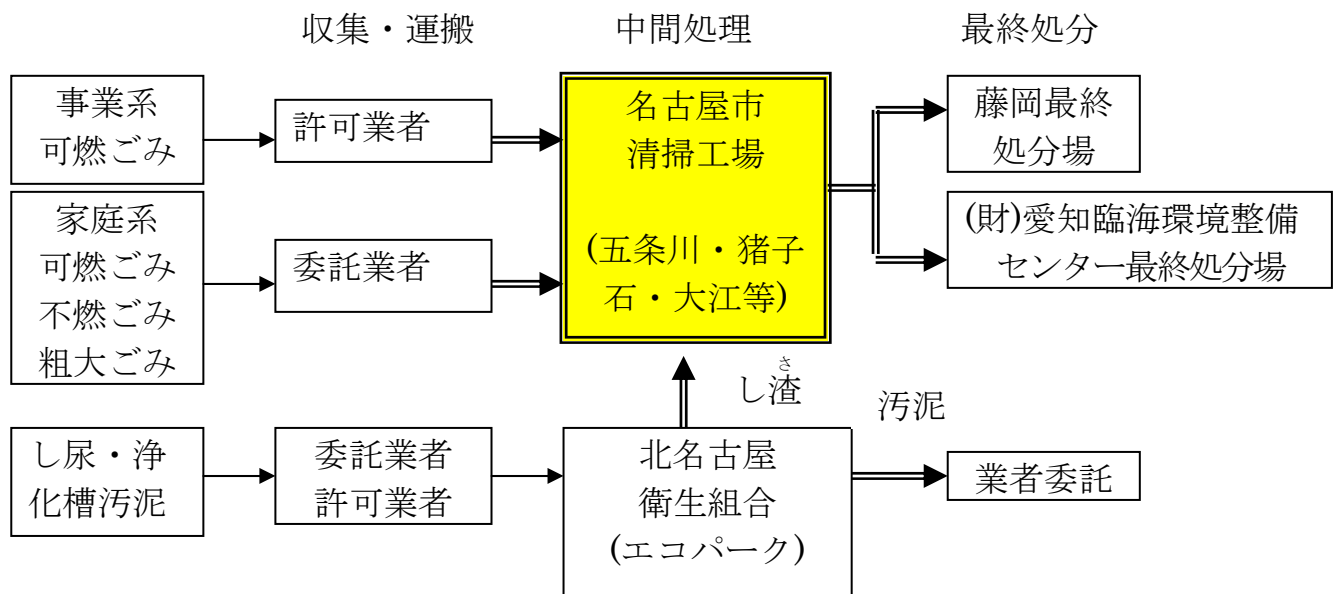 収集・運搬
中間処理
最終処分
事業系
可燃ごみ
許可業者
名古屋市
清掃工場
(五条川・猪子
石・大江等)
藤岡最終
処分場
家庭系
可燃ごみ
不燃ごみ
粗大ごみ
委託業者
(財)愛知臨海環境整備
センター最終処分場
さ
し渣
汚泥
し尿・浄
化槽汚泥
委託業者
許可業者
北名古屋
衛生組合
(エコパーク)
業者委託